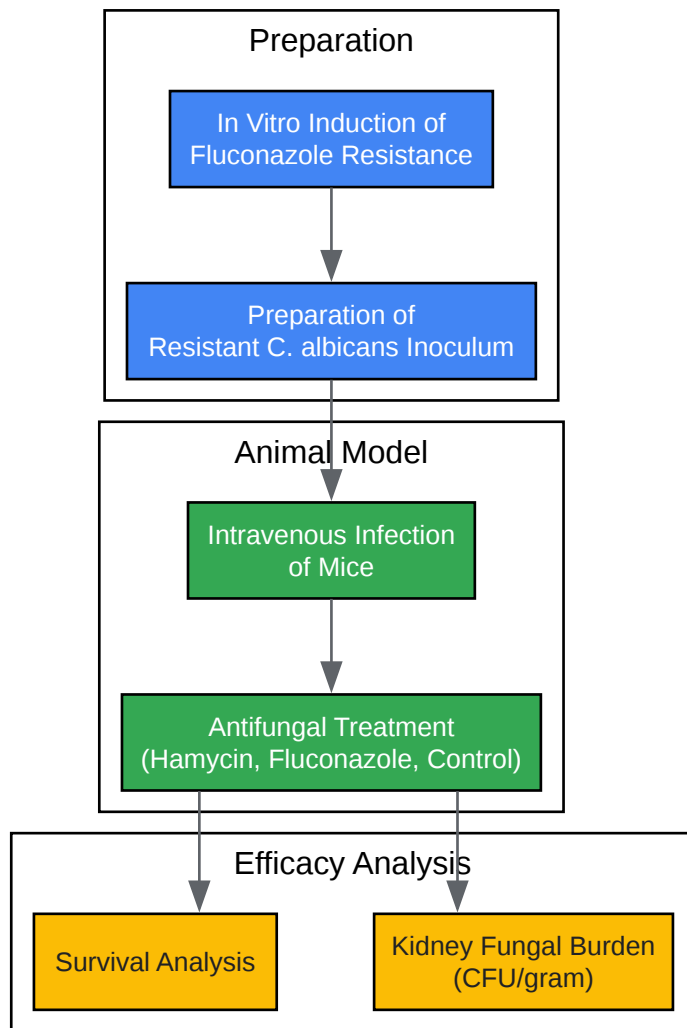 Preparation
In Vitro Induction of
Fluconazole Resistance
Preparation of
Resistant C. albicans Inoculum
Animal Model
Intravenous Infection
of Mice
Antifungal Treatment
(Hamycin, Fluconazole, Control)
Efficacy Analysis
Survival Analysis
Kidney Fungal Burden
(CFU/gram)